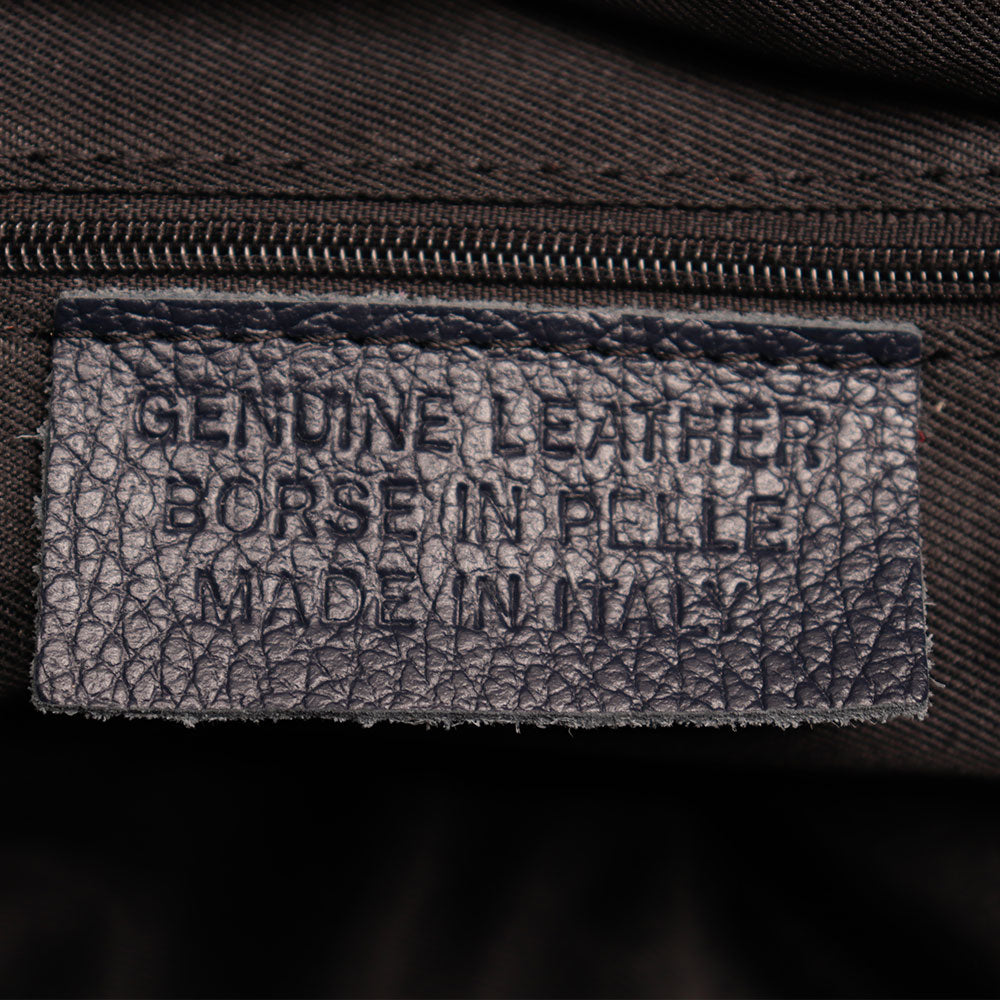 GENUINE LEATHER
BORSE IN PELLE
MADE IN ITALY